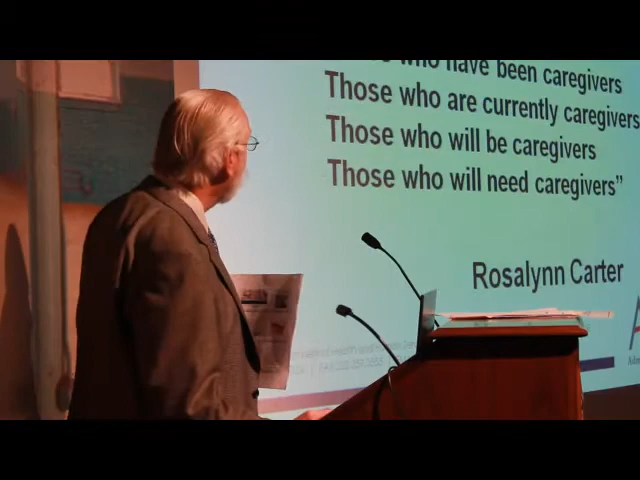 who have been caregivers
Those who are currently caregivers
Those who will be caregivers
Those who will need caregivers”
Rosalynn Carter